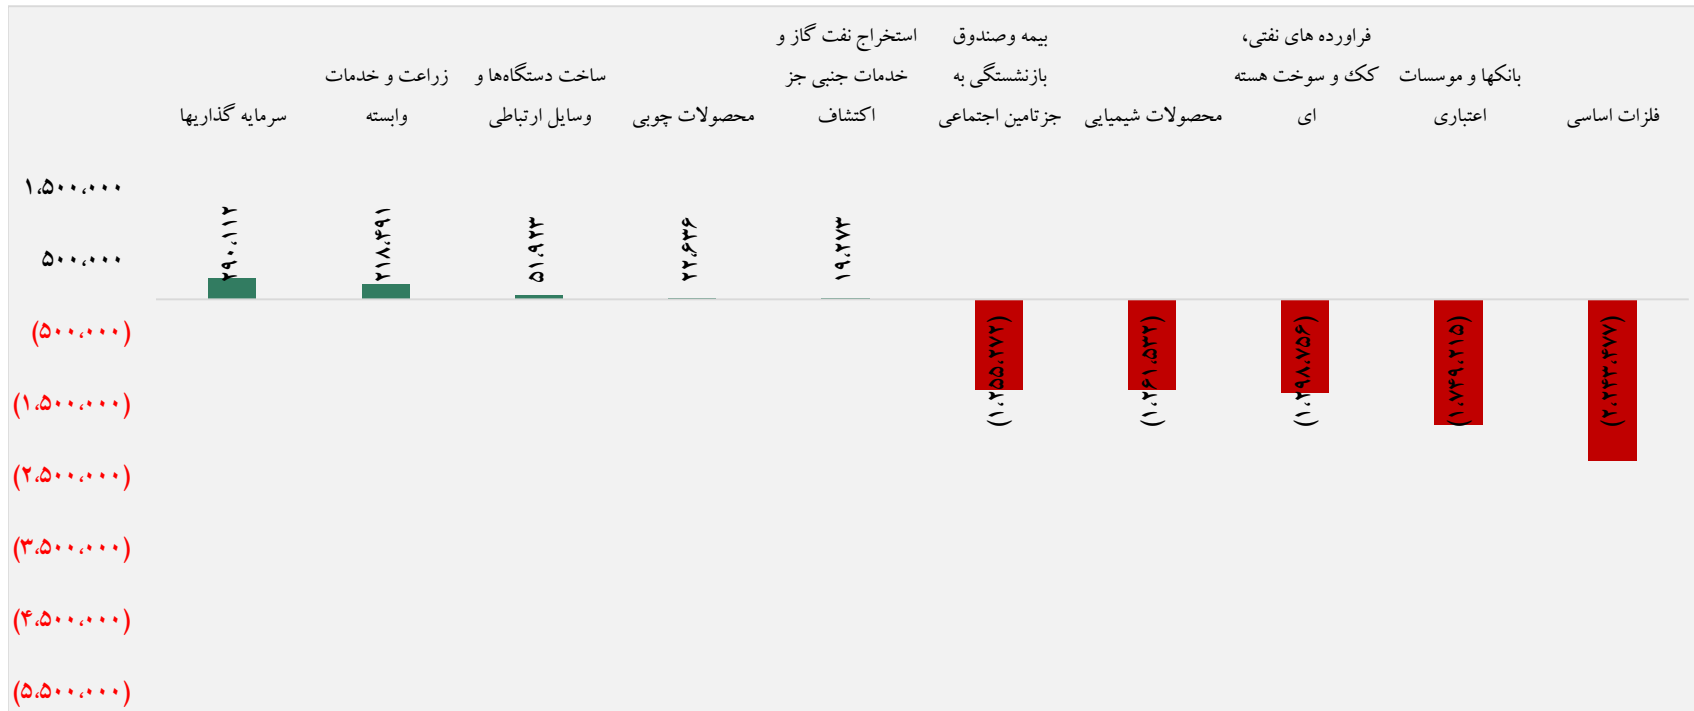 سرمایه گذاریها
زراعت و خدمات
وابسته
ساخت دستگاه‌ها و
وسایل ارتباطی
محصولات چوبی
استخراج نفت گاز و
خدمات جنبی جز
اکتشاف
بیمه وصندوق
بازنشستگی به
جزتامین اجتماعی
محصولات شیمیایی
فراورده های نفتی،
کک و سوخت هسته
ای
بانکها و موسسات
اعتباری
فلزات اساسی
۱،۵۰۰،۰۰۰
۵۰۰،۰۰۰
(۵۰۰،۰۰۰)
(۱،۵۰۰،۰۰۰)
(۲،۵۰۰،۰۰۰)
(۳،۵۰۰،۰۰۰)
(۴،۵۰۰،۰۰۰)
(۵،۵۰۰،۰۰۰)
۲۹۰،۱۱۲
۲۱۸،۴۹۱
۵۱،۹۲۳
۲۲،۶۳۶
۱۹،۲۷۳
(۱،۲۵۵،۲۷۲)
(۱،۲۶۱،۵۳۲)
(۱،۲۹۸،۷۵۶)
(۱،۷۴۹،۲۱۵)
(۲،۲۴۳،۴۷۷)